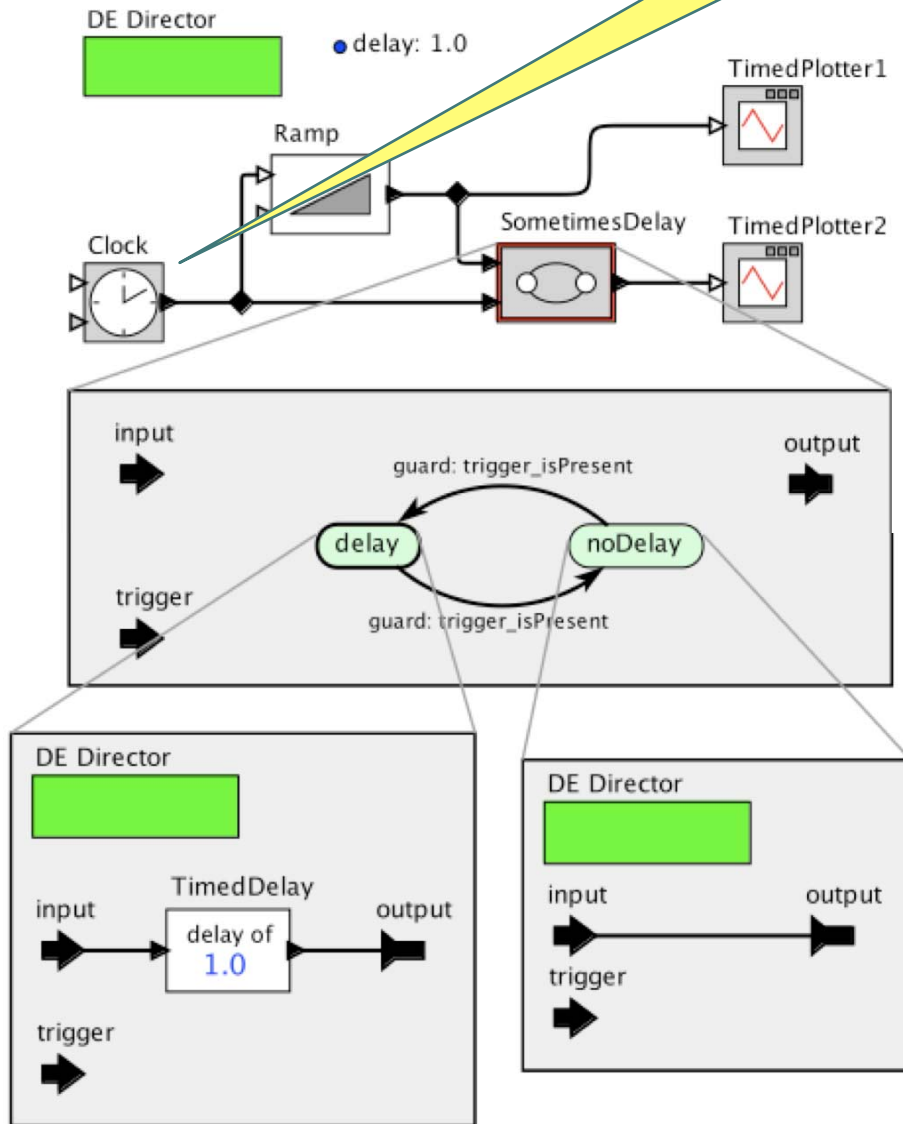 DE Director
delay: 1.0
TimedPlotter1
Ramp
SometimesDelay
TimedPlotter2
Clock
input
output
guard: trigger_isPresent
delay
noDelay
trigger
guard: trigger_isPresent
DE Director
TimedDelay
input
output
delay of
1.0
trigger
DE Director
input
output
trigger